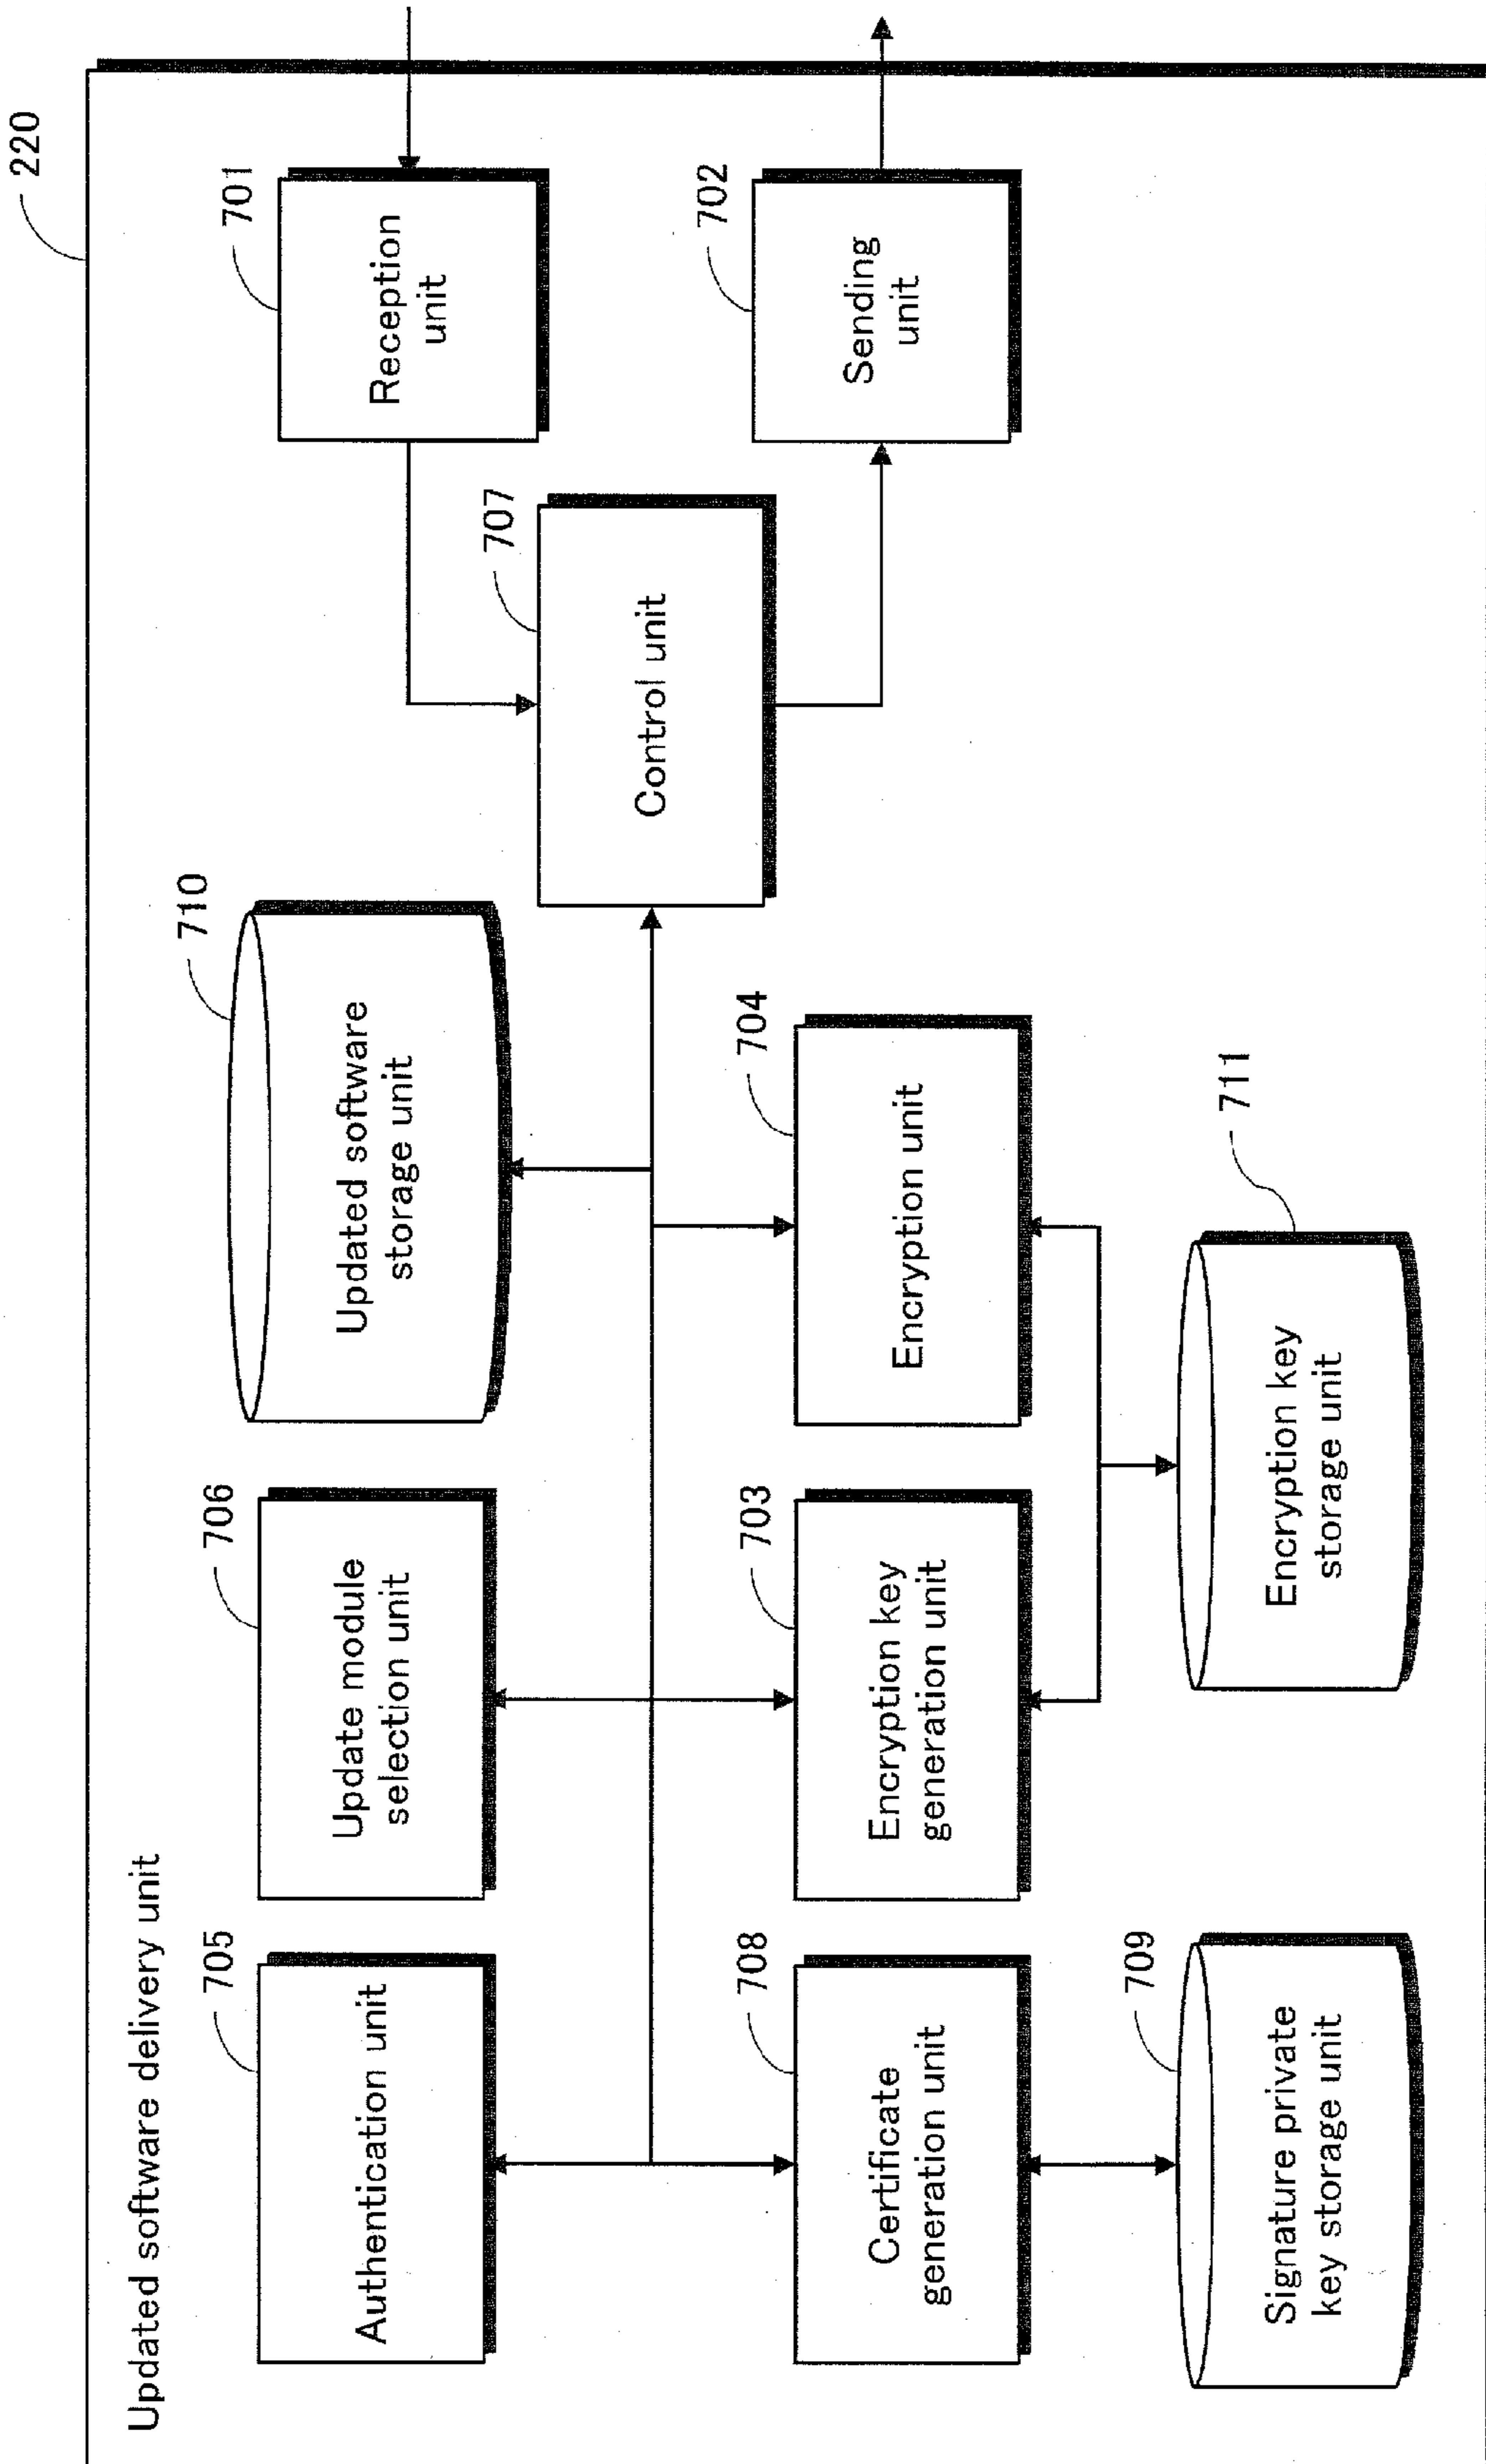 220
Updated software delivery unit
705
Authentication unit
706
Update module
selection unit
710
Updated software
storage unit
701
Reception
unit
707
Control unit
708
Certificate
generation unit
703
Encryption key
generation unit
704
Encryption unit
702
Sending
unit
709
Signature private
key storage unit
711
Encryption key
storage unit